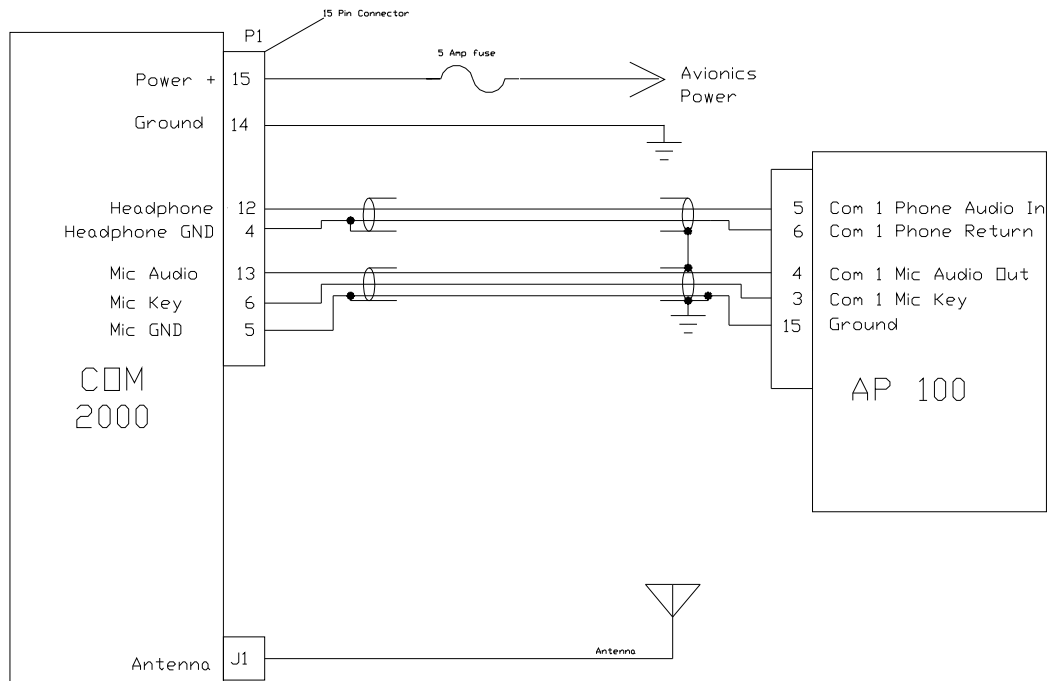 15 Pin Connector
P1
5 Amp fuse
Power + 15
Avionics
Power
Ground 14
Headphone 12
5 Com 1 Phone Audio In
Headphone GND 4
6 Com 1 Phone Return
Mic Audio 13
4 Com 1 Mic Audio Out
Mic Key 6
3 Com 1 Mic Key
Mic GND 5
15 Ground
COM
2000
AP 100
Antenna J1
Antenna